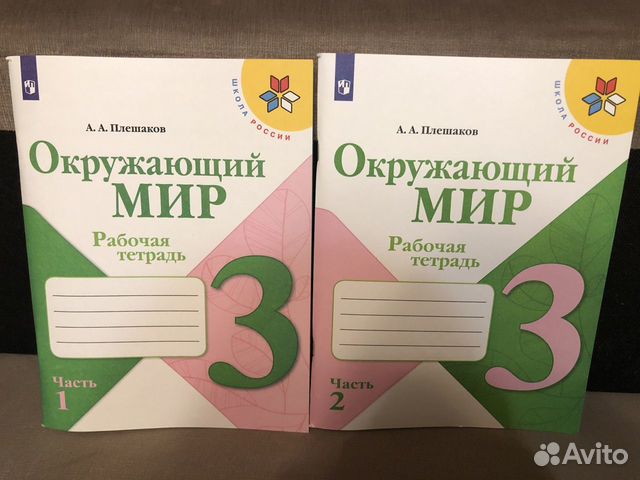 ШКОЛА РОССИИ
А. А. Плешаков
Окружающий
МИР
Рабочая
тетрадь
3
Часть
1
ШКОЛА РОССИИ
А. А. Плешаков
Окружающий
МИР
Рабочая
тетрадь
3
Часть
2
Avito